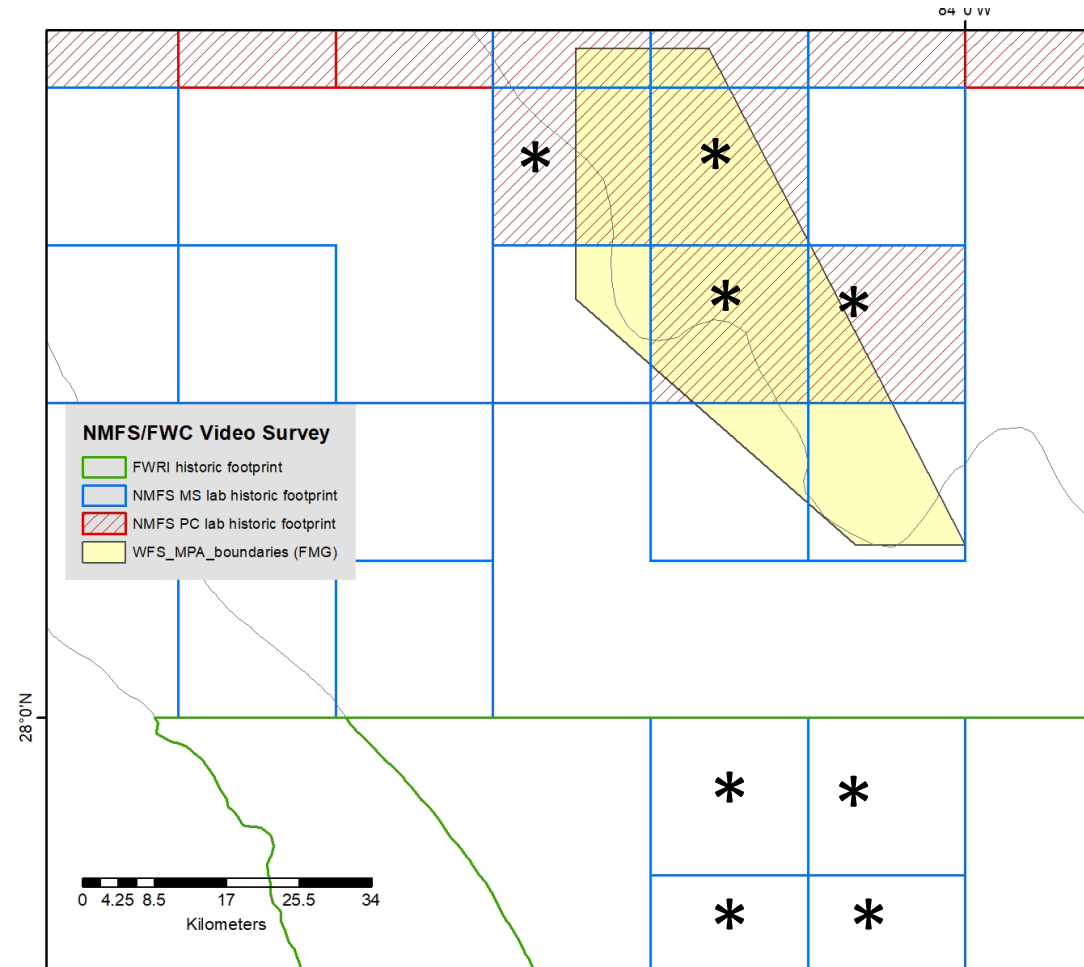 84°0'W
NMFS/FWC Video Survey
FWRI historic footprint
NMFS MS lab historic footprint
NMFS PC lab historic footprint
WFS_MPA_boundaries (FMG)
* *
* *
28°0'N
* *
* *
0 4.25 8.5 17 25.5 34
Kilometers